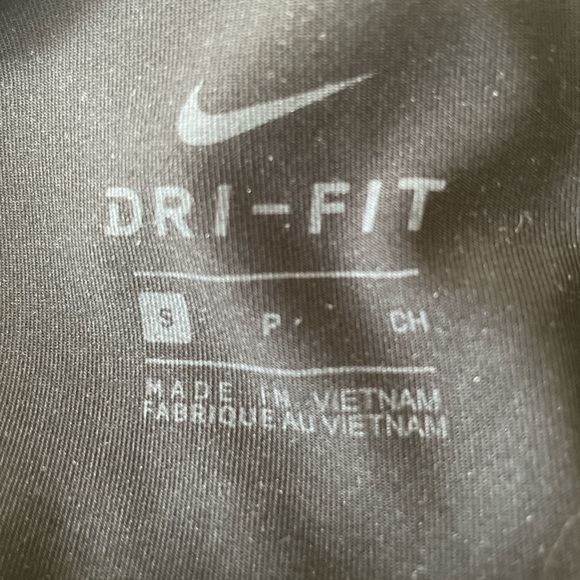 DRI-FIT
S P CH
MADE IN VIETNAM
FABRIQUE AU VIETNAM